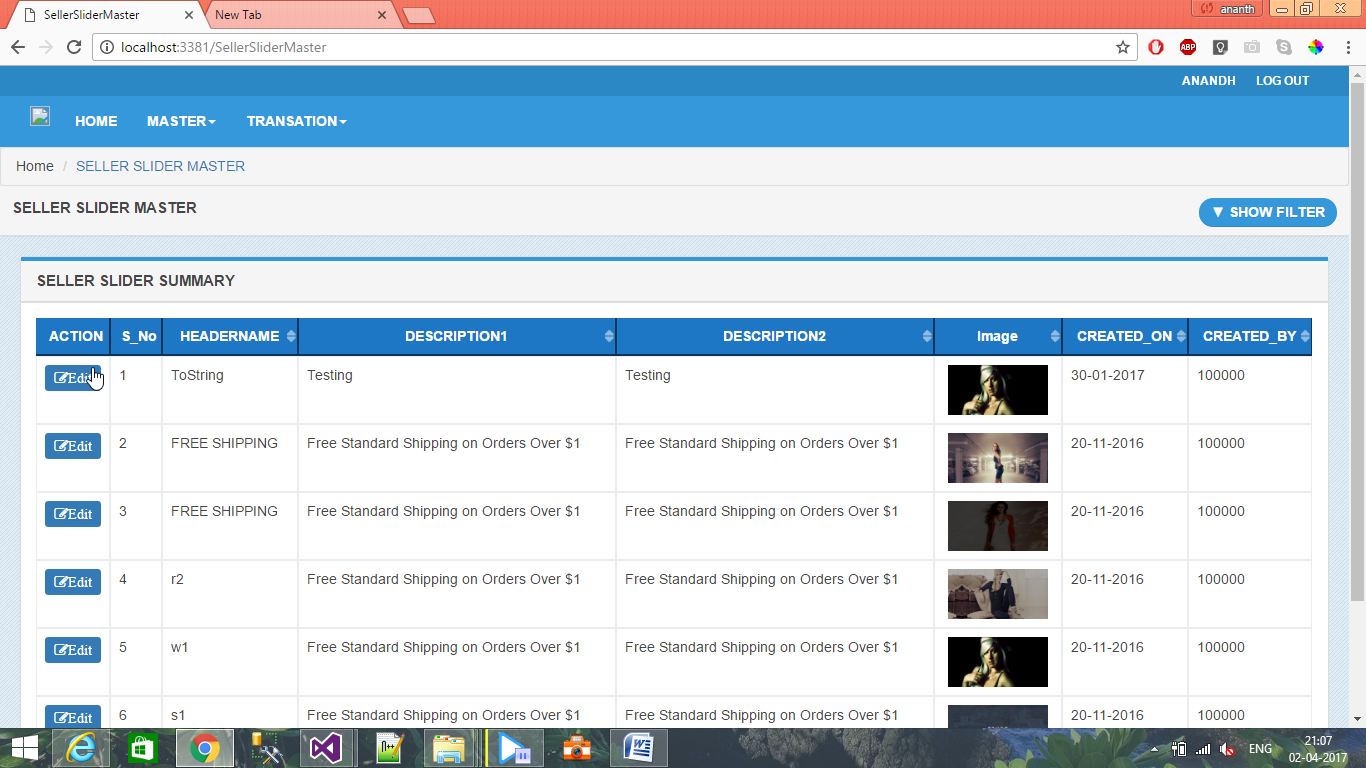 SellerSliderMaster New Tab ananth
localhost:3381/SellerSliderMaster ABP
ANANDH LOG OUT
HOME MASTER TRANSATION
Home / SELLER SLIDER MASTER
SELLER SLIDER MASTER SHOW FILTER
SELLER SLIDER SUMMARY
ACTION S_No HEADERNAME DESCRIPTION1 DESCRIPTION2 Image CREATED_ON CREATED_BY
Edit 1 ToString Testing Testing 30-01-2017 100000
Edit 2 FREE SHIPPING Free Standard Shipping on Orders Over $1 Free Standard Shipping on Orders Over $1 20-11-2016 100000
Edit 3 FREE SHIPPING Free Standard Shipping on Orders Over $1 Free Standard Shipping on Orders Over $1 20-11-2016 100000
Edit 4 r2 Free Standard Shipping on Orders Over $1 Free Standard Shipping on Orders Over $1 20-11-2016 100000
Edit 5 w1 Free Standard Shipping on Orders Over $1 Free Standard Shipping on Orders Over $1 20-11-2016 100000
Edit 6 s1 Free Standard Shipping on Orders Over $1 Free Standard Shipping on Orders Over $1 20-11-2016 100000
ENG 21:07
02-04-2017